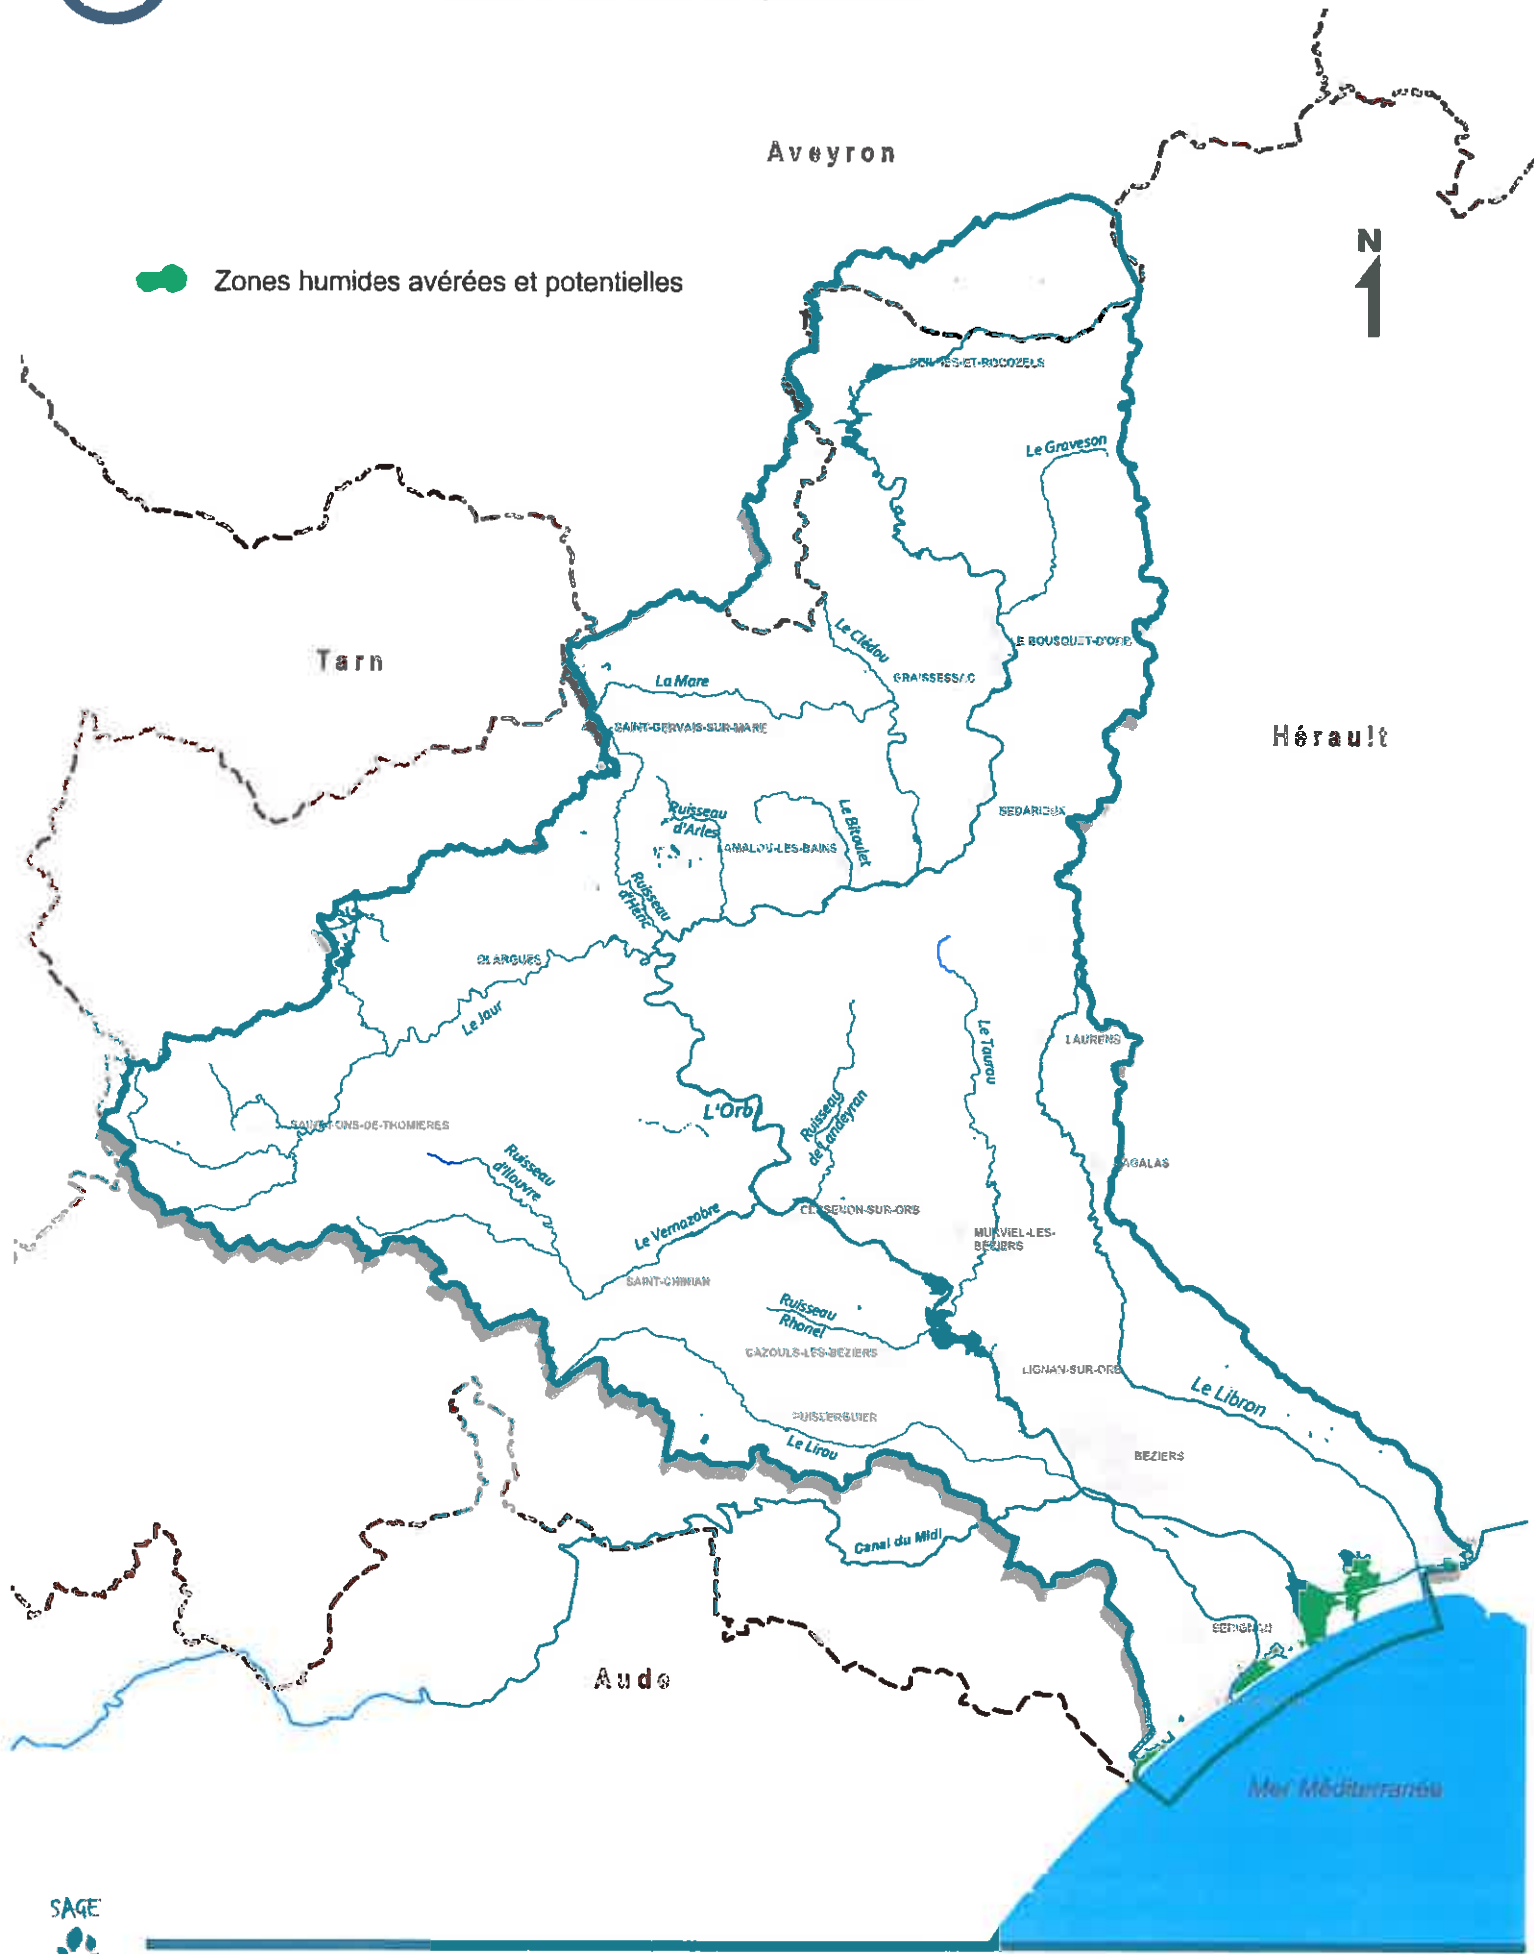 Aveyron
N
Zones humides avérées et potentielles
Le Graveson
Le Clédou
LE BOUSQUET-D'ORB
Tarn
La Mare
GRAISSESSAC
SAINT-GERVAIS-SUR-MARE
Hérault
Ruisseau
d'Arles
Le Bitoulet
BEDARIEUX
LAMALOU-LES-BAINS
Ruisseau
d'Héric
OLARGUES
Le Jaur
Le Taurou
LAURENS
L'Orb
Ruisseau
de Landeyran
SAINT-PONS-DE-THOMIERES
Ruisseau
d'Ilouvre
MAGALAS
Le Vernazobre
CESSENON-SUR-ORB
MURVIEL-LES-
BEZIERS
SAINT-CHINIAN
Ruisseau
Rhonel
CAZOULS-LES-BEZIERS
LIGNAN-SUR-ORB
Le Libron
PUISSERGUIER
Le Lirou
BEZIERS
Canal du Midi
SERIGNAN
Aude
Mer Méditerranée
SAGE